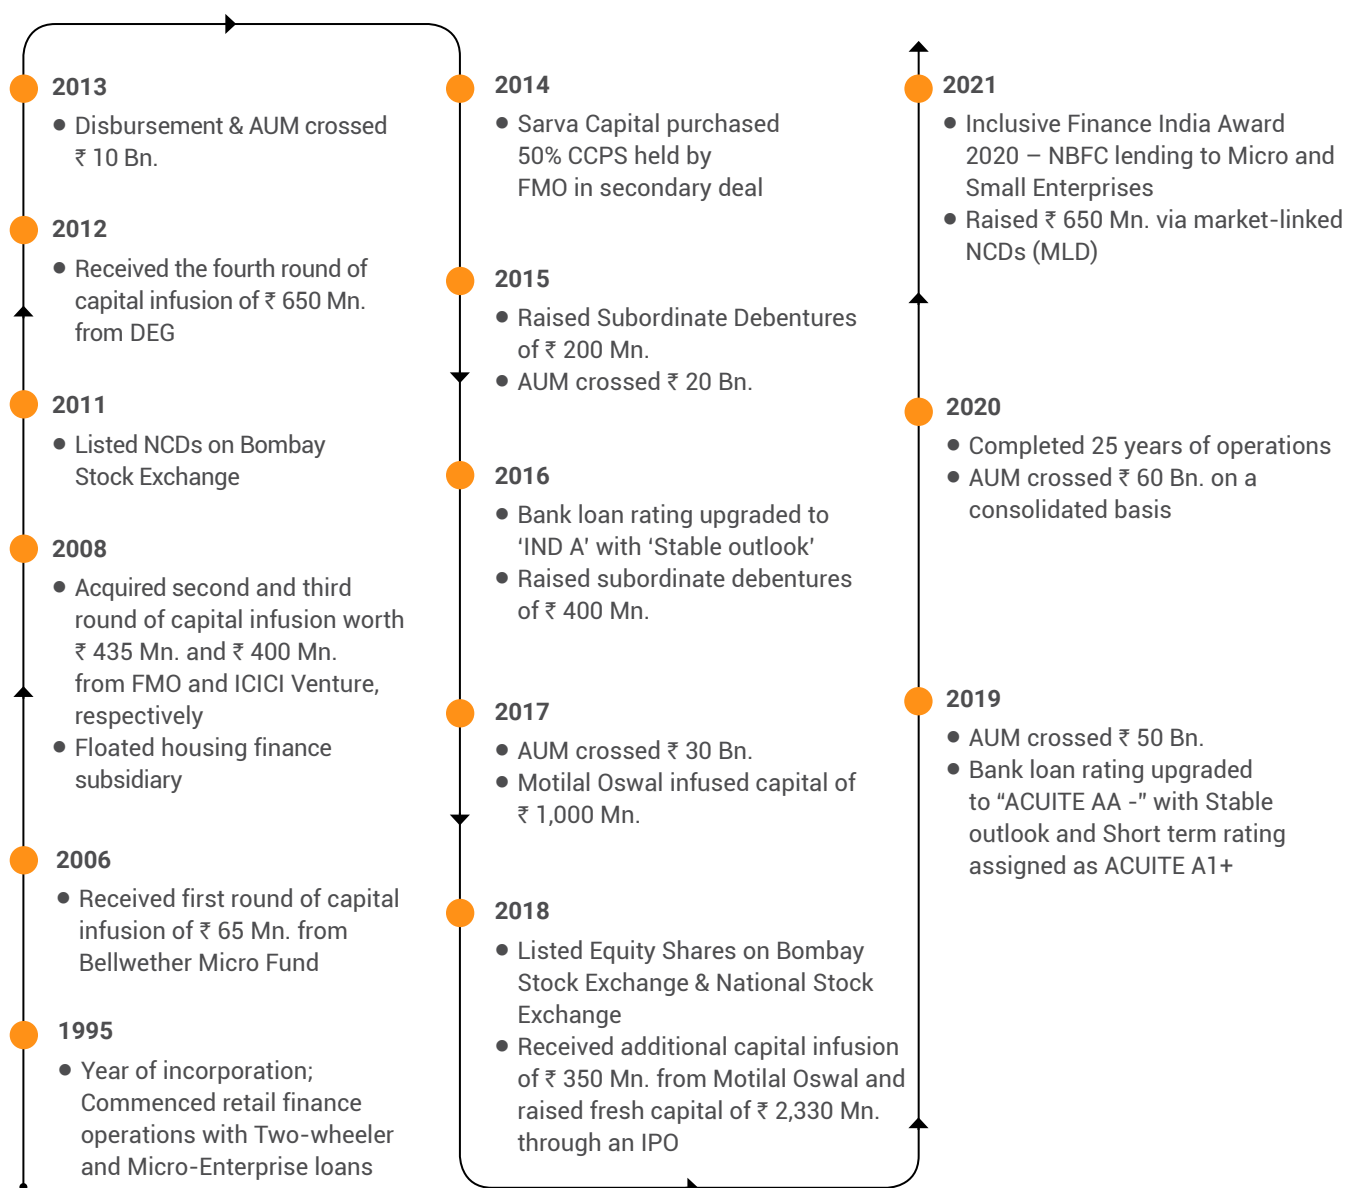 2013
● Disbursement & AUM crossed
₹ 10 Bn.
2012
● Received the fourth round of
capital infusion of ₹ 650 Mn.
from DEG
2011
● Listed NCDs on Bombay
Stock Exchange
2008
● Acquired second and third
round of capital infusion worth
₹ 435 Mn. and ₹ 400 Mn.
from FMO and ICICI Venture,
respectively
● Floated housing finance
subsidiary
2006
● Received first round of capital
infusion of ₹ 65 Mn. from
Bellwether Micro Fund
1995
● Year of incorporation;
Commenced retail finance
operations with Two-wheeler
and Micro-Enterprise loans
2014
● Sarva Capital purchased
50% CCPS held by
FMO in secondary deal
2015
● Raised Subordinate Debentures
of ₹ 200 Mn.
● AUM crossed ₹ 20 Bn.
2016
● Bank loan rating upgraded to
‘IND A’ with ‘Stable outlook’
● Raised subordinate debentures
of ₹ 400 Mn.
2017
● AUM crossed ₹ 30 Bn.
● Motilal Oswal infused capital of
₹ 1,000 Mn.
2018
● Listed Equity Shares on Bombay
Stock Exchange & National Stock
Exchange
● Received additional capital infusion
of ₹ 350 Mn. from Motilal Oswal and
raised fresh capital of ₹ 2,330 Mn.
through an IPO
2021
● Inclusive Finance India Award
2020 – NBFC lending to Micro and
Small Enterprises
● Raised ₹ 650 Mn. via market-linked
NCDs (MLD)
2020
● Completed 25 years of operations
● AUM crossed ₹ 60 Bn. on a
consolidated basis
2019
● AUM crossed ₹ 50 Bn.
● Bank loan rating upgraded
to “ACUITE AA -” with Stable
outlook and Short term rating
assigned as ACUITE A1+